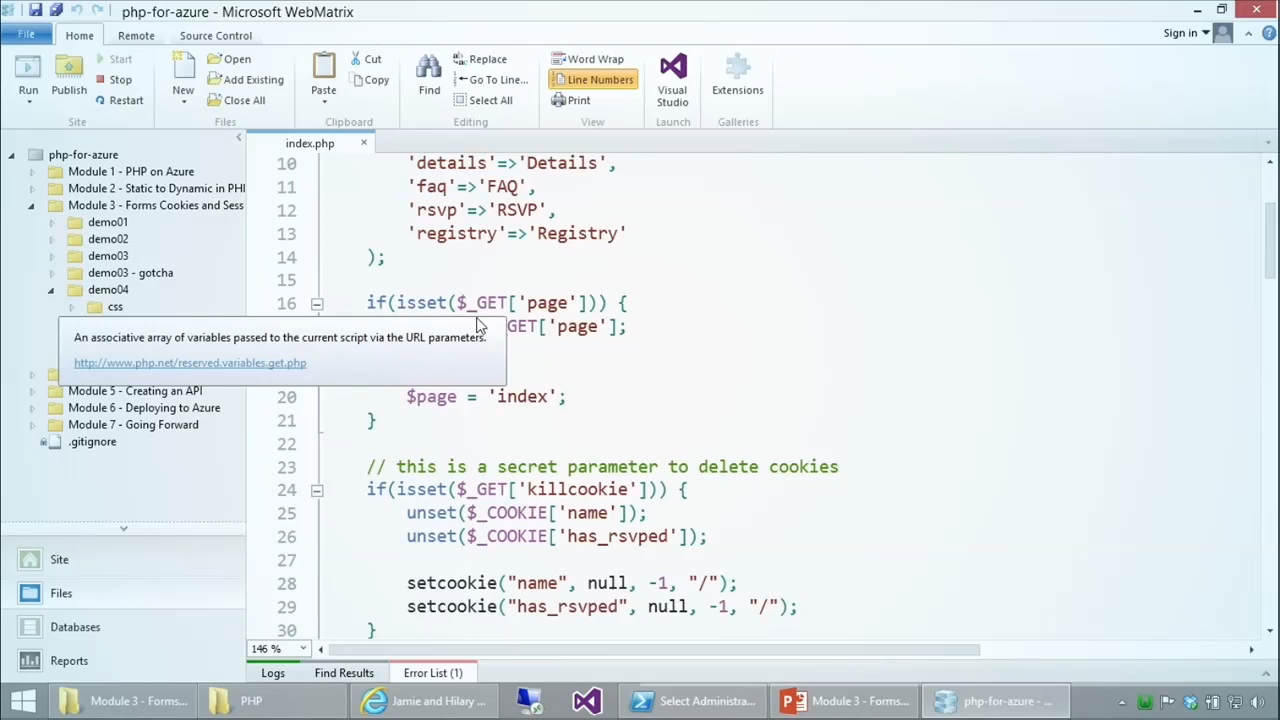 php-for-azure - Microsoft WebMatrix
File
Home
Remote
Source Control
Sign in
Run
Publish
Start
Stop
Restart
Site
New
Open
Add Existing
Close All
Files
Paste
Cut
Copy
Clipboard
Find
Replace
Go To Line...
Select All
Editing
Word Wrap
Line Numbers
Print
View
Visual Studio
Launch
Extensions
Galleries
php-for-azure
Module 1 - PHP on Azure
Module 2 - Static to Dynamic in PHI
Module 3 - Forms Cookies and Sess
demo01
demo02
demo03
demo03 - gotcha
demo04
css
An associative array of variables passed to the current script via the URL parameters.
http://www.php.net/reserved.variables.get.php
Module 5 - Creating an API
Module 6 - Deploying to Azure
Module 7 - Going Forward
.gitignore
Site
Files
Databases
Reports
index.php
10 'details'=>'Details',
11 'faq'=>'FAQ',
12 'rsvp'=>'RSVP',
13 'registry'=>'Registry'
14 );
15
16 if(isset($_GET['page'])) {
GET['page'];
20 $page = 'index';
21 }
22
23 // this is a secret parameter to delete cookies
24 if(isset($_GET['killcookie'])) {
25 unset($_COOKIE['name']);
26 unset($_COOKIE['has_rsvped']);
27
28 setcookie("name", null, -1, "/");
29 setcookie("has_rsvped", null, -1, "/");
30 }
146 %
Logs
Find Results
Error List (1)
Module 3 - Forms...
PHP
Jamie and Hilary ...
Select Administra...
Module 3 - Forms...
php-for-azure - ...